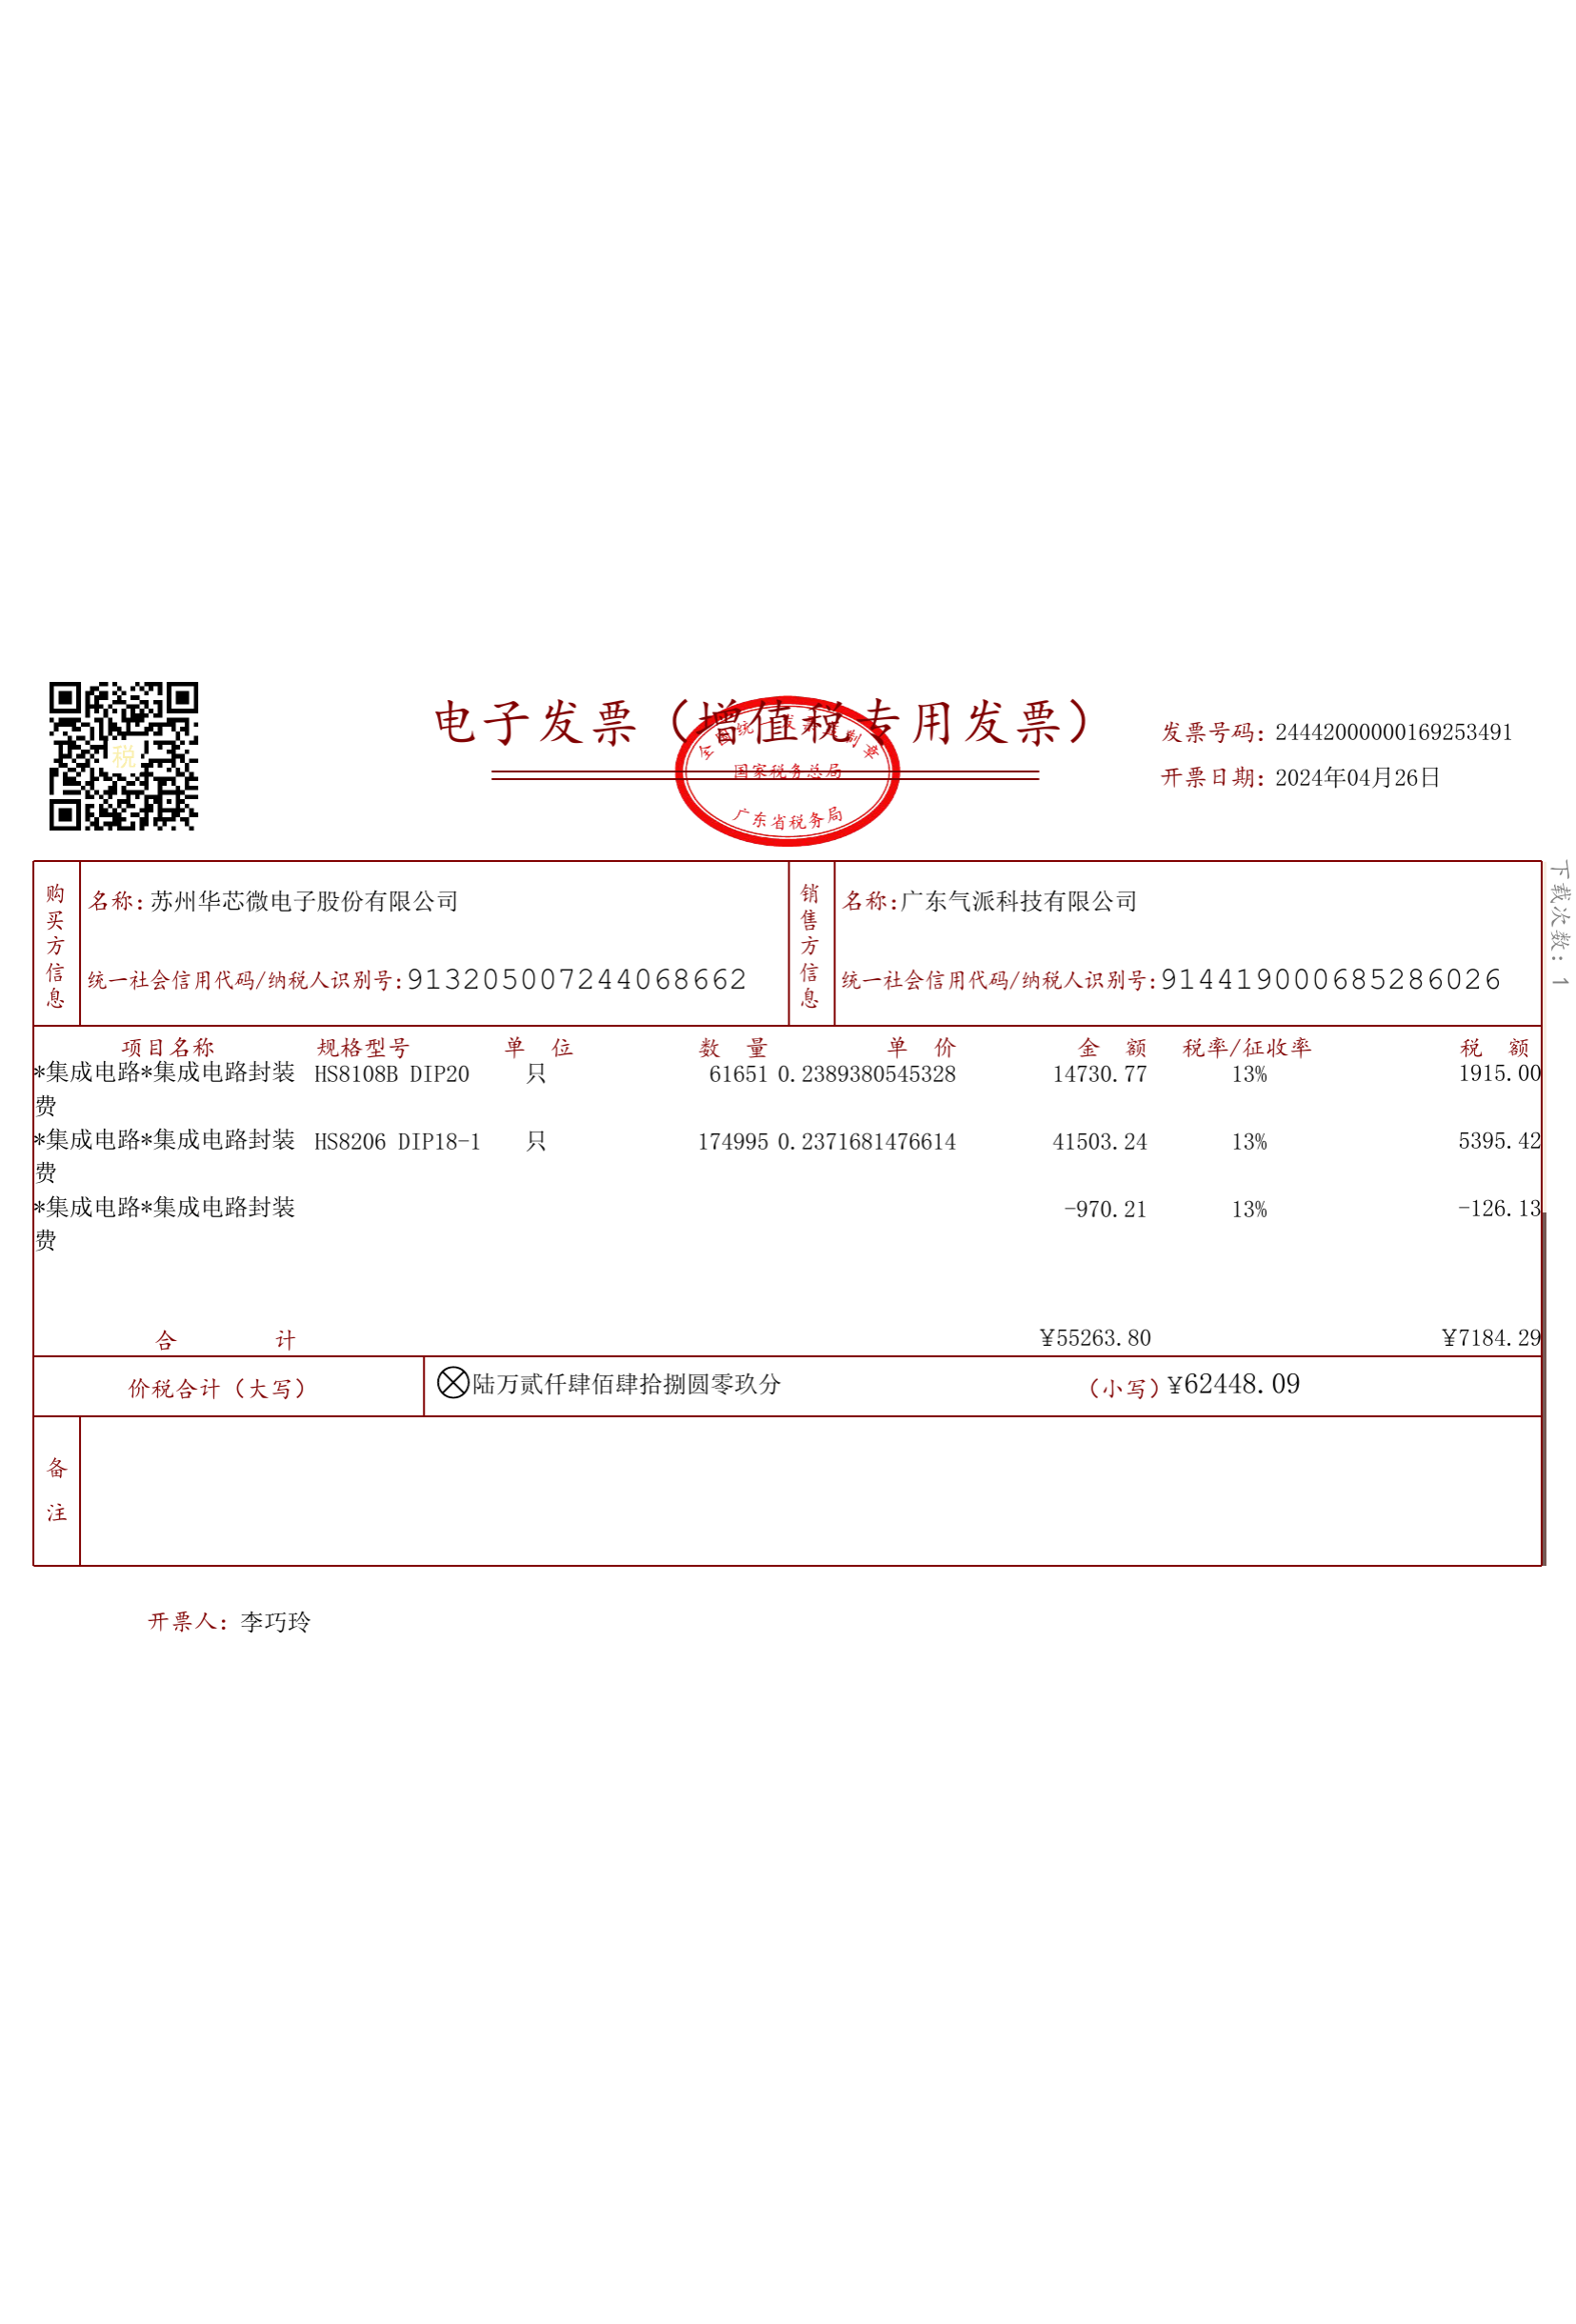 电子发票（增值税专用发票）
全国统一发票监制章
国家税务总局
广东省税务局
税
发票号码：24442000000169253491
开票日期：2024年04月26日
下载次数：1
购买方信息
名称：苏州华芯微电子股份有限公司
统一社会信用代码/纳税人识别号：913205007244068662
销售方信息
名称：广东气派科技有限公司
统一社会信用代码/纳税人识别号：914419000685286026
项目名称 规格型号 单 位 数 量 单 价 金 额 税率/征收率 税 额
*集成电路*集成电路封装 HS8108B DIP20 只 61651 0.2389380545328 14730.77 13% 1915.00
费
*集成电路*集成电路封装 HS8206 DIP18-1 只 174995 0.2371681476614 41503.24 13% 5395.42
费
*集成电路*集成电路封装 -970.21 13% -126.13
费
合 计 ¥55263.80 ¥7184.29
价税合计（大写） 陆万贰仟肆佰肆拾捌圆零玖分 （小写）¥62448.09
备
注
开票人：李巧玲